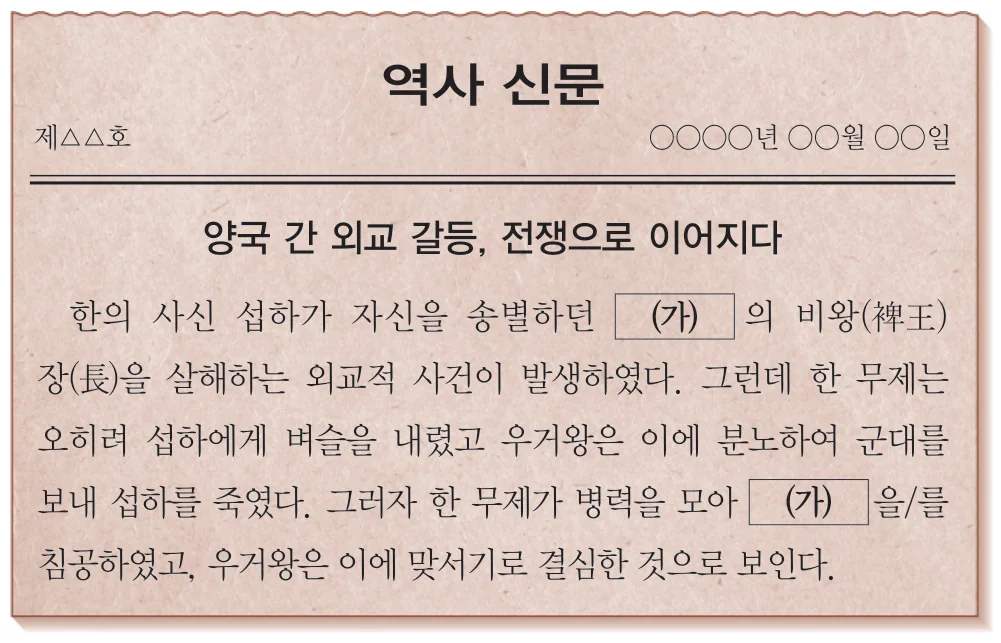 역사 신문
제△△호 ○○○○년 ○○월 ○○일
양국 간 외교 갈등, 전쟁으로 이어지다
한의 사신 섭하가 자신을 송별하던 (가) 의 비왕(裨王)
장(長)을 살해하는 외교적 사건이 발생하였다. 그런데 한 무제는
오히려 섭하에게 벼슬을 내렸고 우거왕은 이에 분노하여 군대를
보내 섭하를 죽였다. 그러자 한 무제가 병력을 모아 (가) 을/를
침공하였고, 우거왕은 이에 맞서기로 결심한 것으로 보인다.